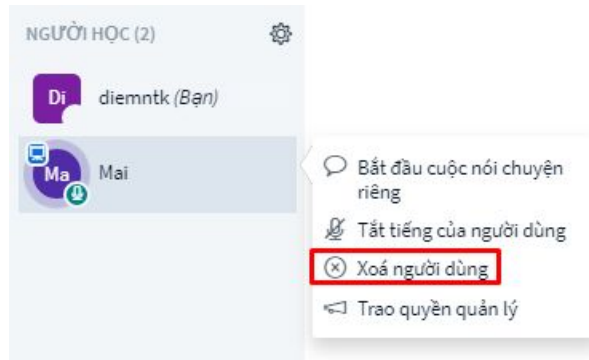 NGƯỜI HỌC (2)
Di diemntk (Bạn)
Ma Mai
Bắt đầu cuộc nói chuyện
riêng
Tắt tiếng của người dùng
Xoá người dùng
Trao quyền quản lý